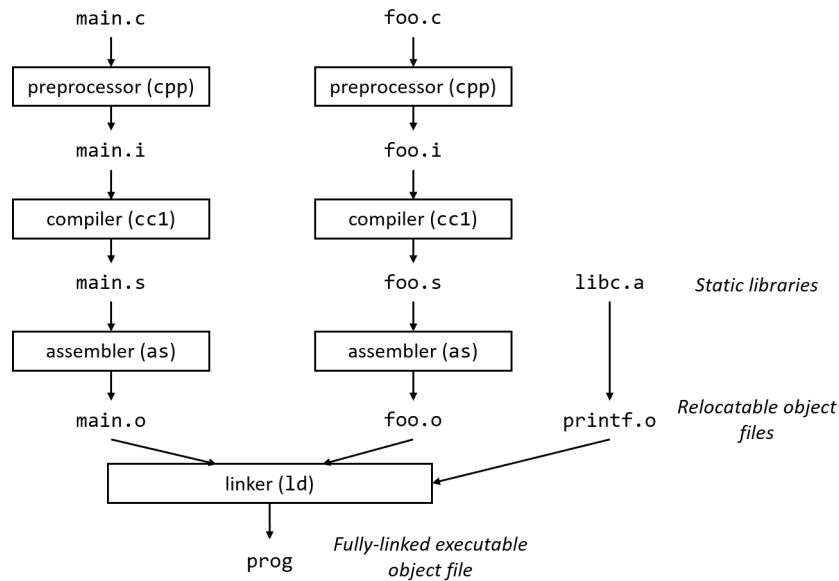 main.c
foo.c
preprocessor (cpp)
preprocessor (cpp)
main.i
foo.i
compiler (cc1)
compiler (cc1)
main.s
foo.s
libc.a
Static libraries
assembler (as)
assembler (as)
main.o
foo.o
printf.o
Relocatable object
files
linker (ld)
prog
Fully-linked executable
object file